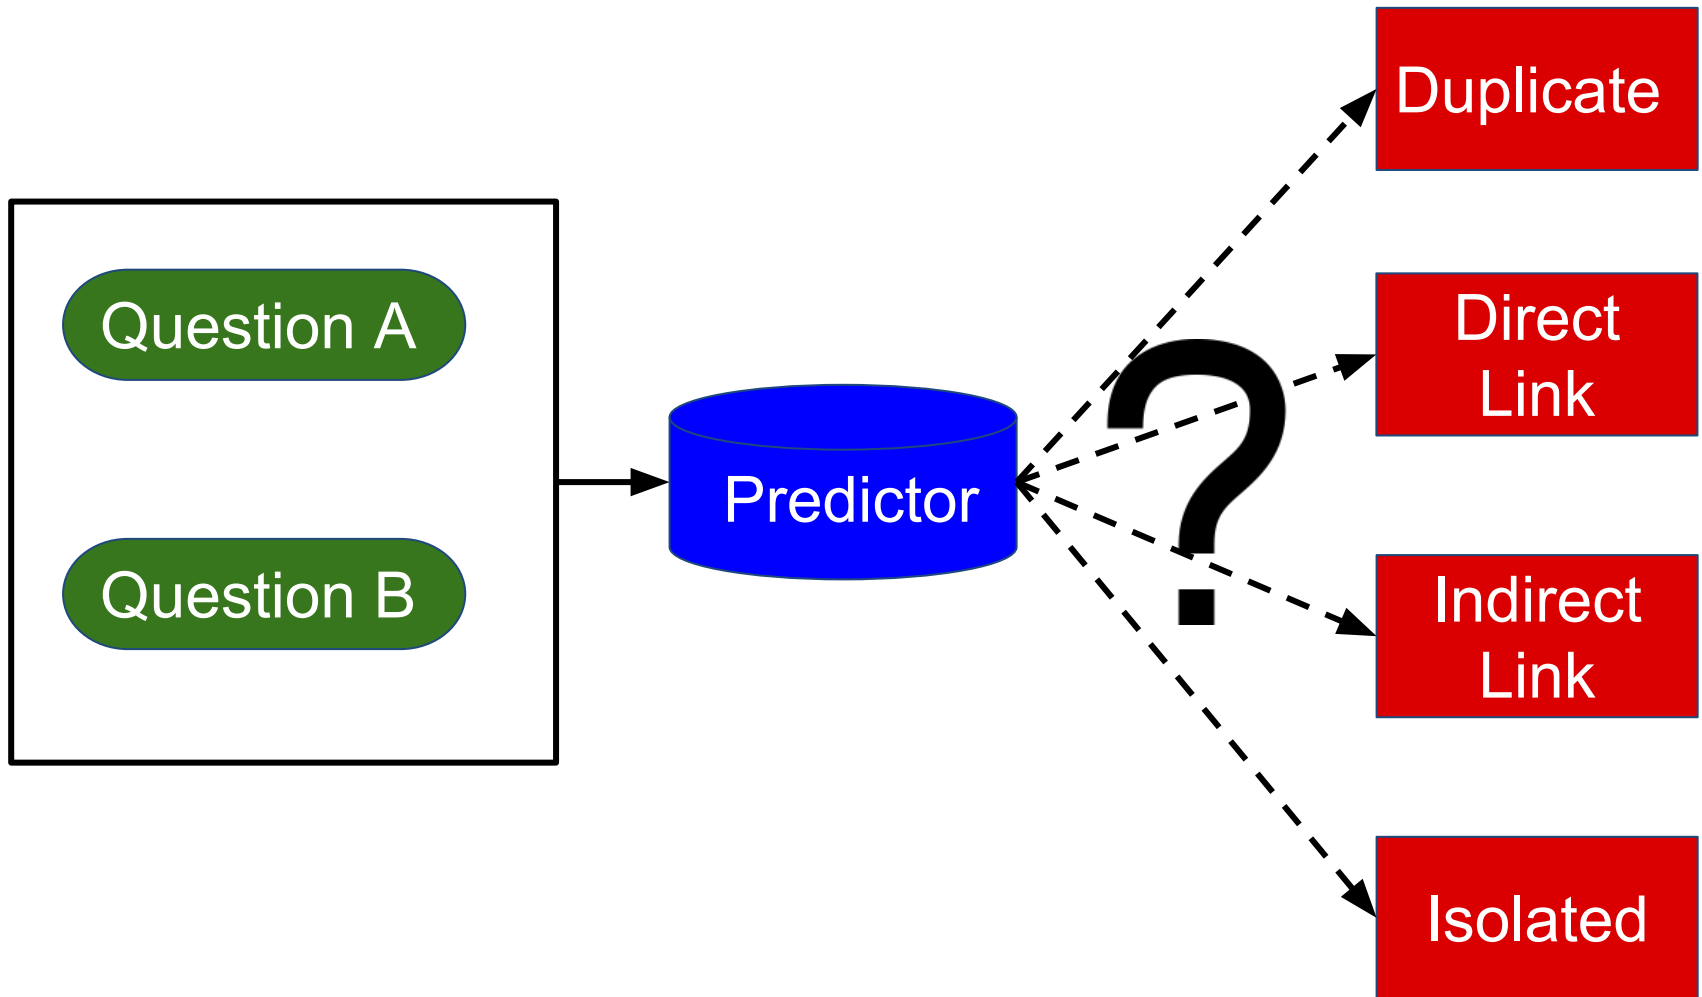 Question A
Question B
Predictor
?
Duplicate
Direct
Link
Indirect
Link
Isolated